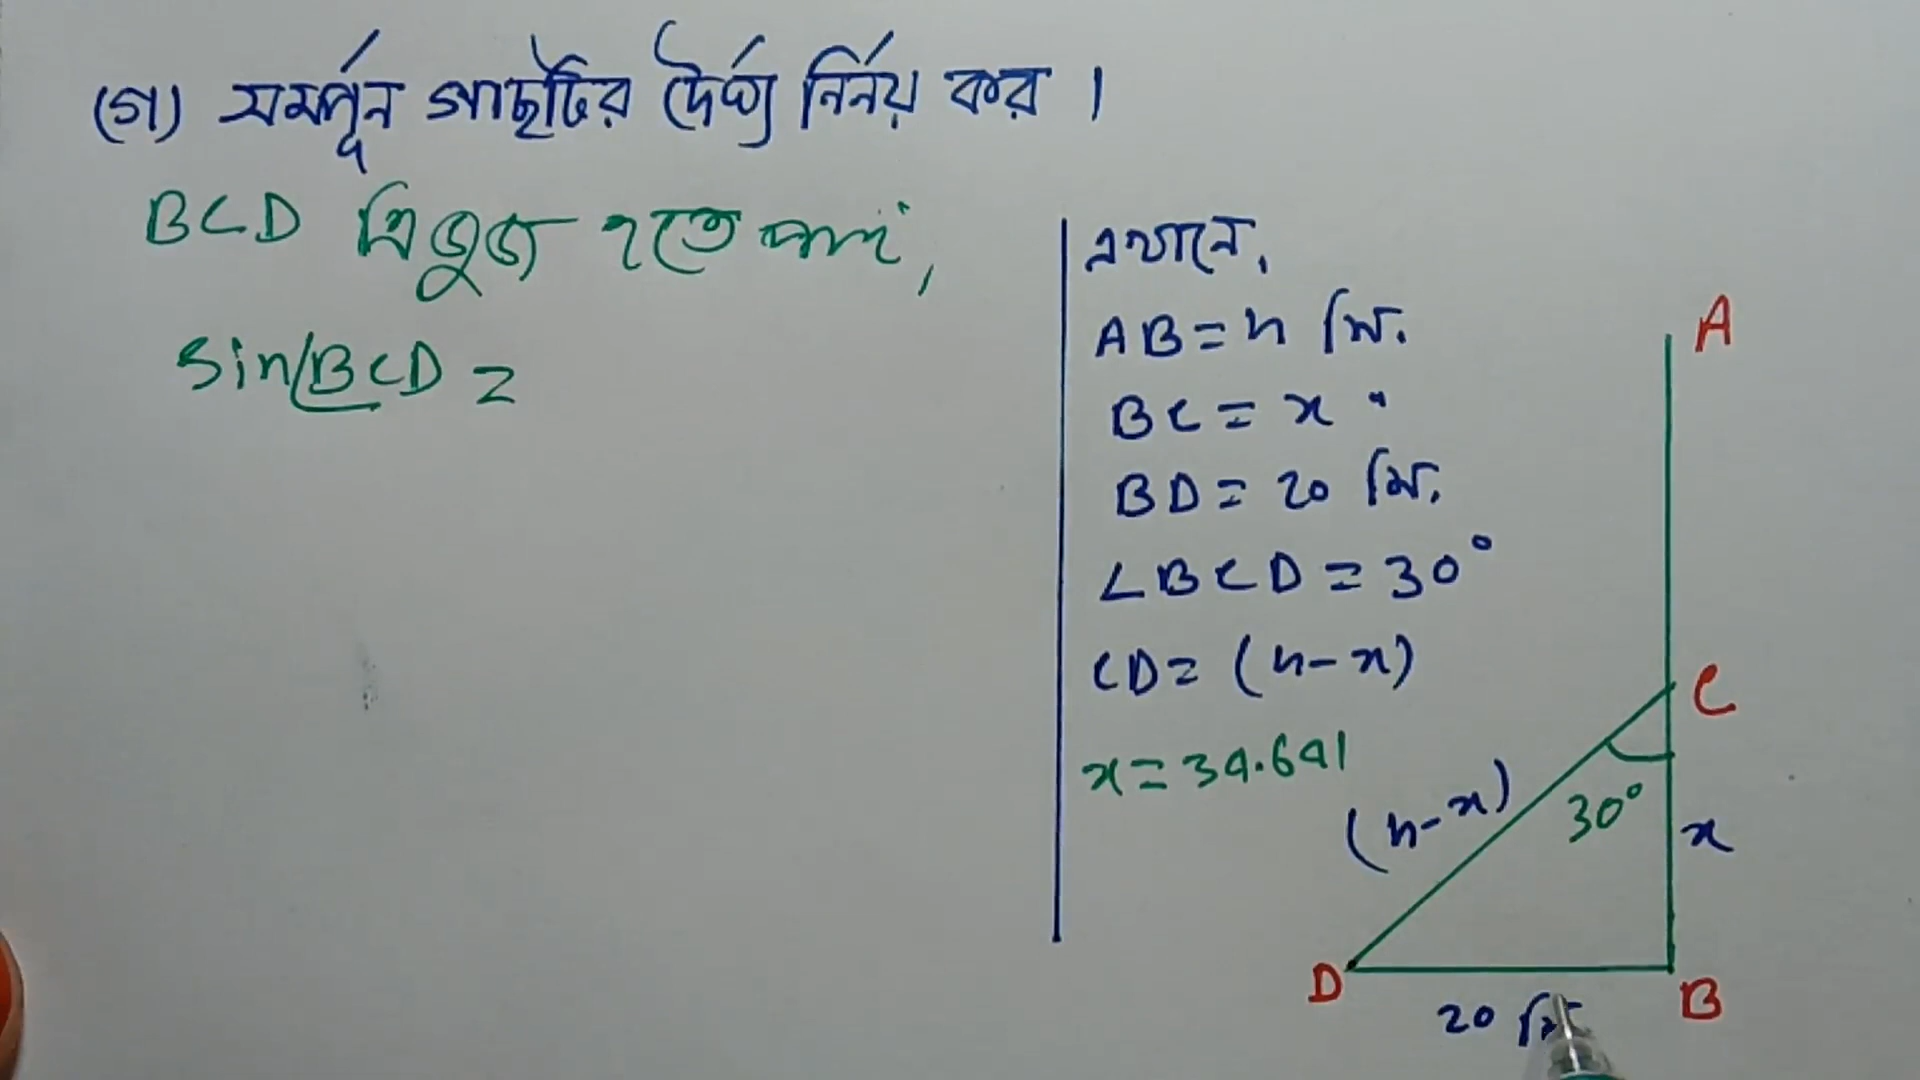 (গ) সমর্পূন গাছটির দৈর্ঘ্য নির্নয় কর ।
BCD ত্রিভুজ হতে পাই,
sin∠BCD =
এখানে,
AB = h মি.
BC = x "
BD = 20 মি.
∠BCD = 30°
CD = (h-x)
x = 34.641
A
C
(h-x)
30°
x
D
B
20 মি